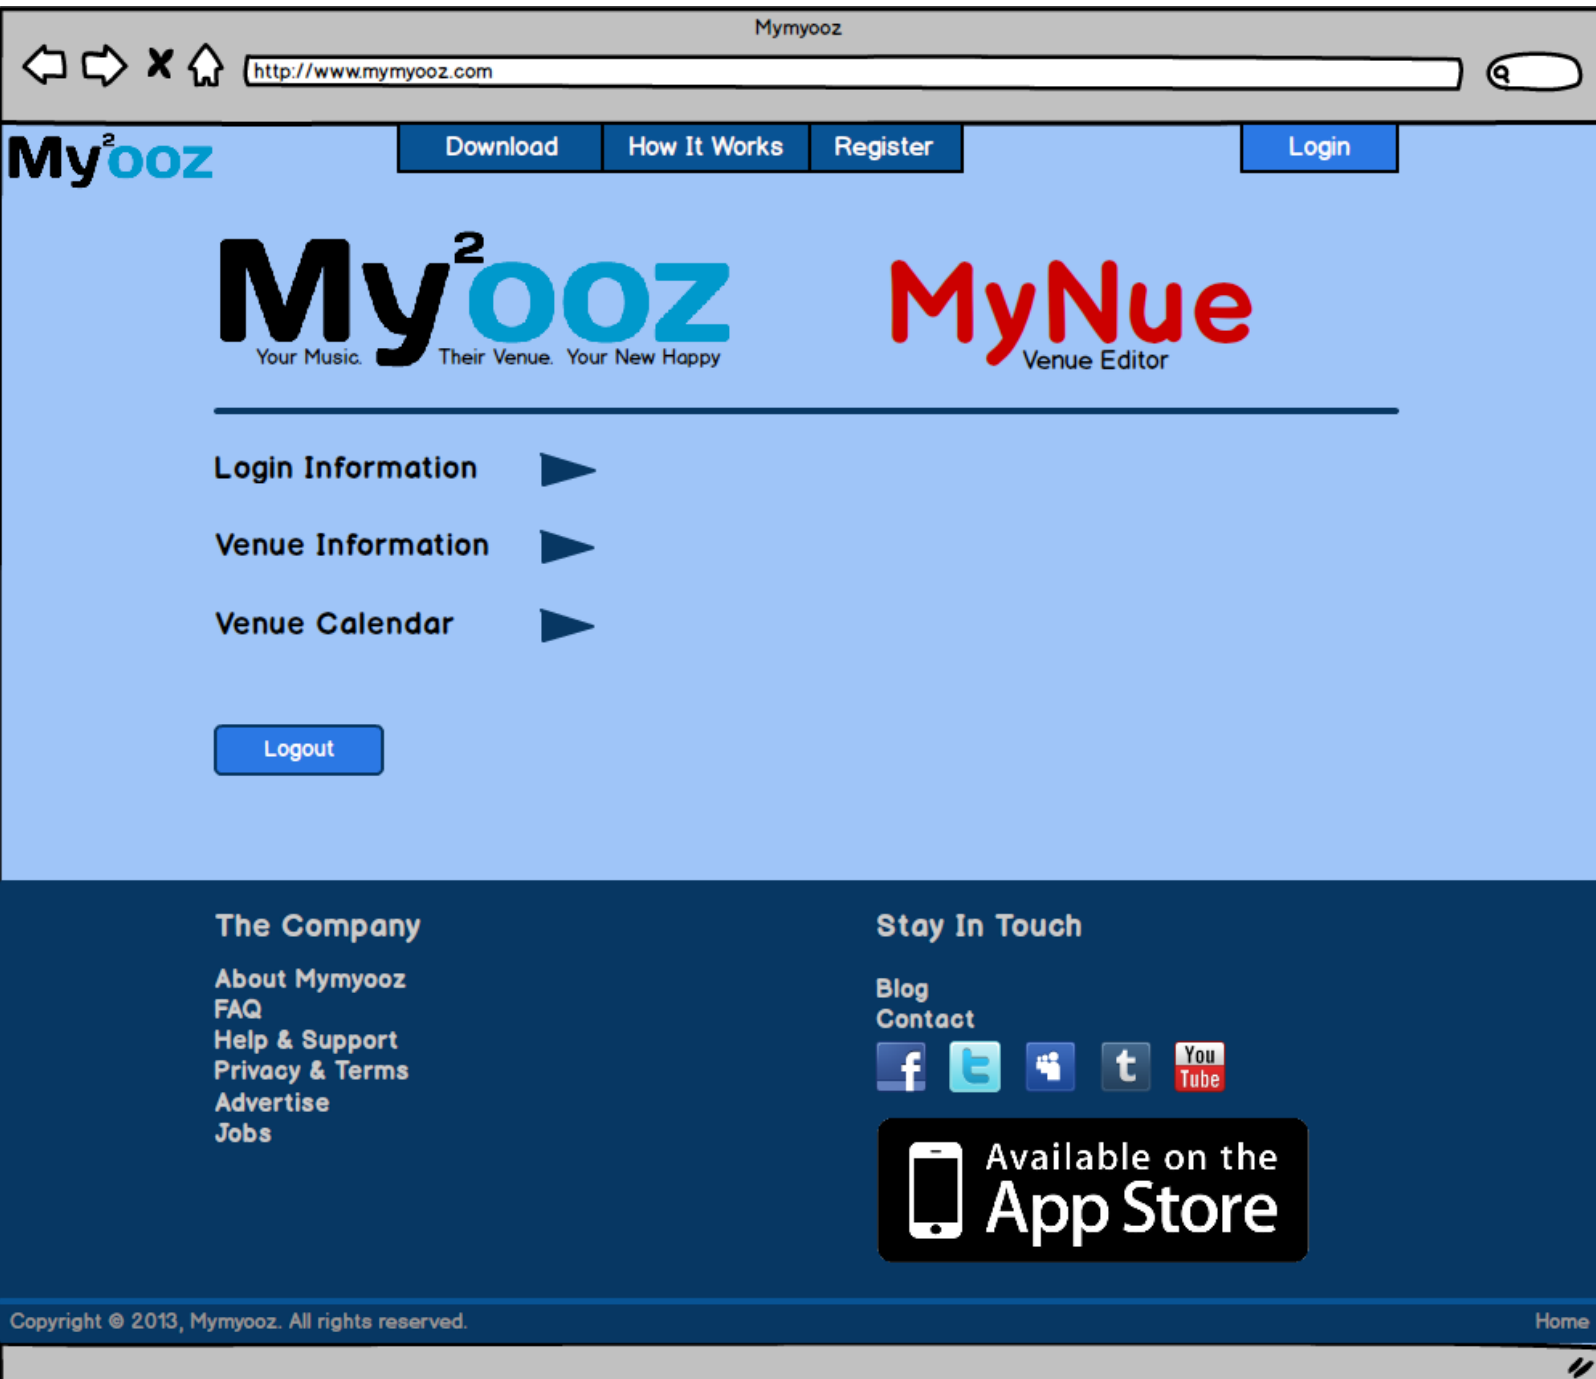 Mymyooz
http://www.mymyooz.com
My²ooz
Download How It Works Register Login
My²ooz
Your Music. Their Venue. Your New Happy
MyNue
Venue Editor
Login Information
Venue Information
Venue Calendar
Logout
The Company
About Mymyooz
FAQ
Help & Support
Privacy & Terms
Advertise
Jobs
Stay In Touch
Blog
Contact
f t t You
Tube
Available on the
App Store
Copyright © 2013, Mymyooz. All rights reserved. Home